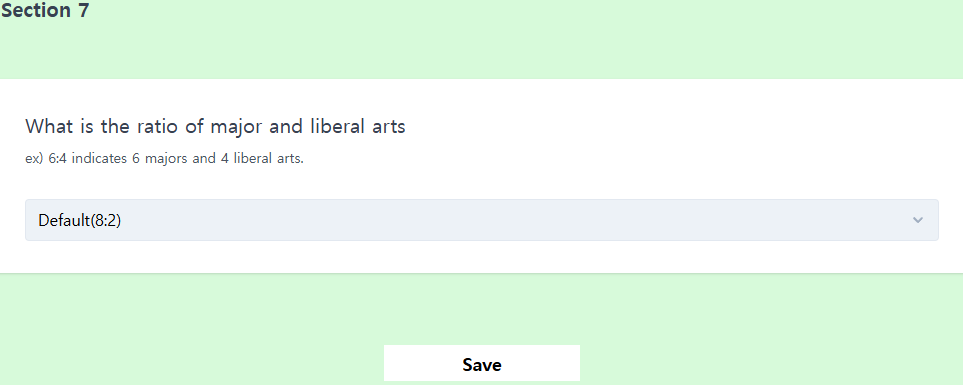 Section 7
What is the ratio of major and liberal arts
ex) 6:4 indicates 6 majors and 4 liberal arts.
Default(8:2)
Save